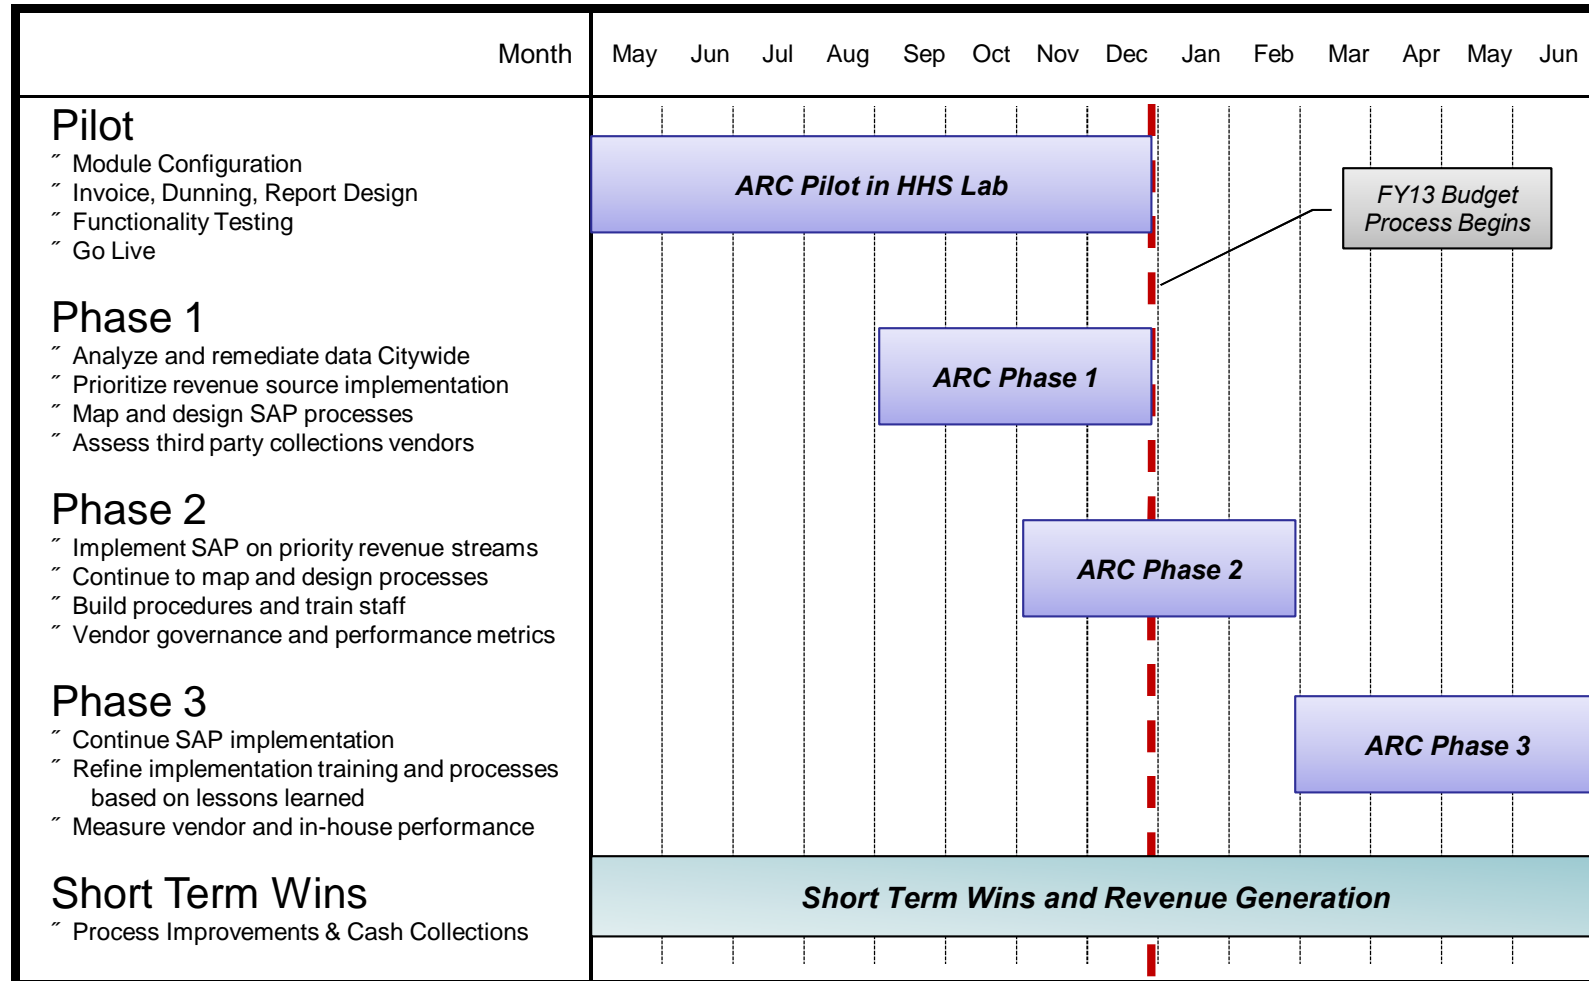 Month May Jun Jul Aug Sep Oct Nov Dec Jan Feb Mar Apr May Jun
Pilot
˝ Module Configuration
˝ Invoice, Dunning, Report Design
˝ Functionality Testing
˝ Go Live
ARC Pilot in HHS Lab
FY13 Budget
Process Begins
Phase 1
˝ Analyze and remediate data Citywide
˝ Prioritize revenue source implementation
˝ Map and design SAP processes
˝ Assess third party collections vendors
ARC Phase 1
Phase 2
˝ Implement SAP on priority revenue streams
˝ Continue to map and design processes
˝ Build procedures and train staff
˝ Vendor governance and performance metrics
ARC Phase 2
Phase 3
˝ Continue SAP implementation
˝ Refine implementation training and processes
based on lessons learned
˝ Measure vendor and in-house performance
ARC Phase 3
Short Term Wins
˝ Process Improvements & Cash Collections
Short Term Wins and Revenue Generation